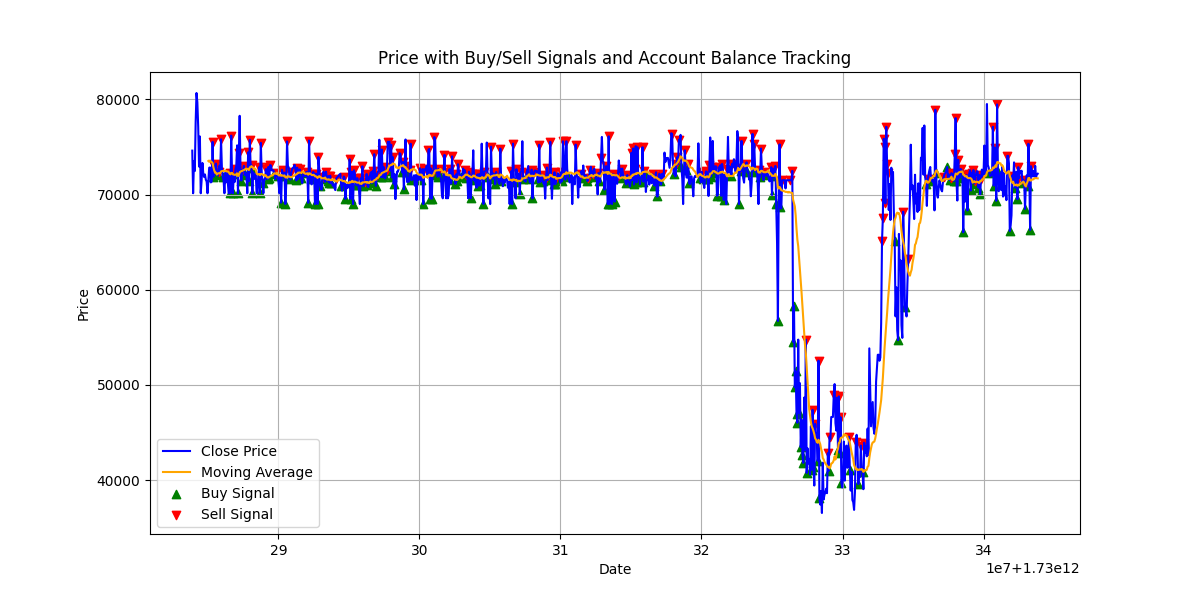 Price with Buy/Sell Signals and Account Balance Tracking
80000
70000
60000
50000
40000
Price
Close Price
Moving Average
Buy Signal
Sell Signal
29 30 31 32 33 34
Date
1e7+1.73e12